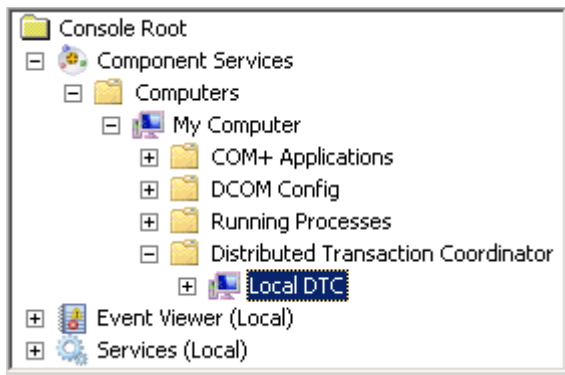 Console Root
Component Services
Computers
My Computer
COM+ Applications
DCOM Config
Running Processes
Distributed Transaction Coordinator
Local DTC
Event Viewer (Local)
Services (Local)